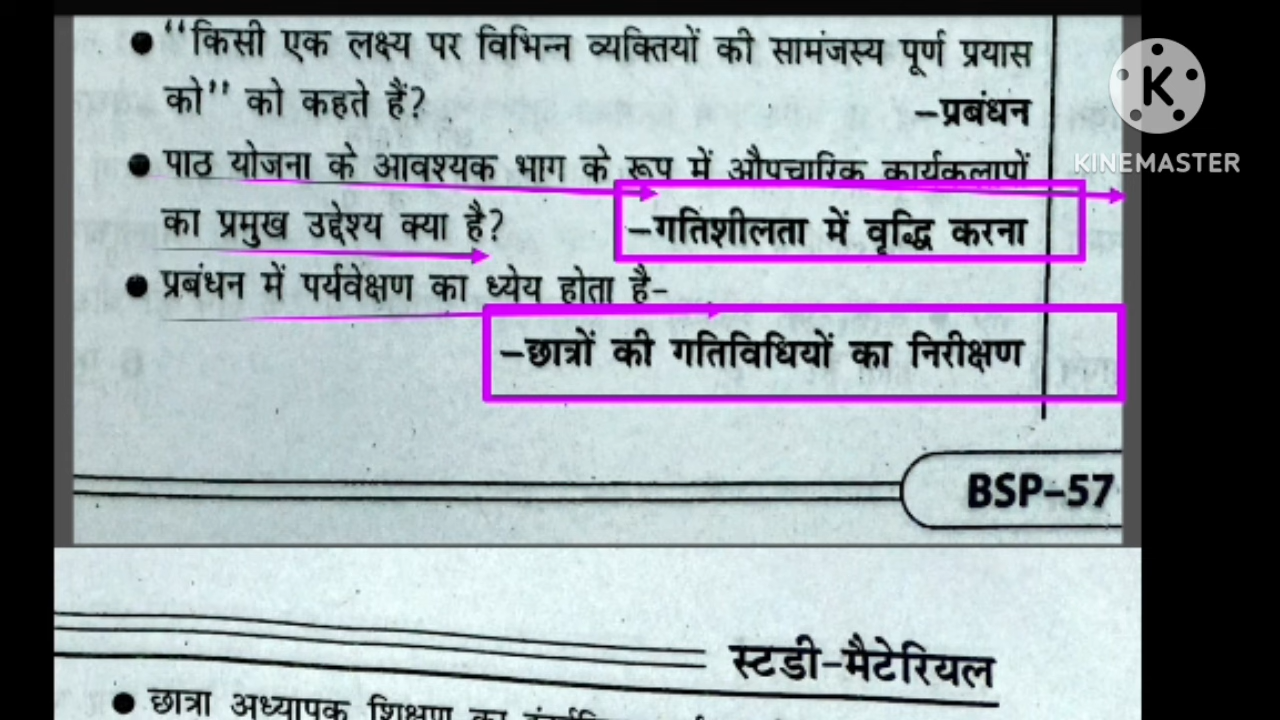 ● “किसी एक लक्ष्य पर विभिन्न व्यक्तियों की सामंजस्य पूर्ण प्रयास
को” को कहते हैं? –प्रबंधन
K
KINEMASTER
● पाठ योजना के आवश्यक भाग के रूप में औपचारिक कार्यकलापों
का प्रमुख उद्देश्य क्या है? –गतिशीलता में वृद्धि करना
● प्रबंधन में पर्यवेक्षण का ध्येय होता है–
–छात्रों की गतिविधियों का निरीक्षण
BSP–57
स्टडी–मैटेरियल
● छात्रा अध्यापक शिक्षण का